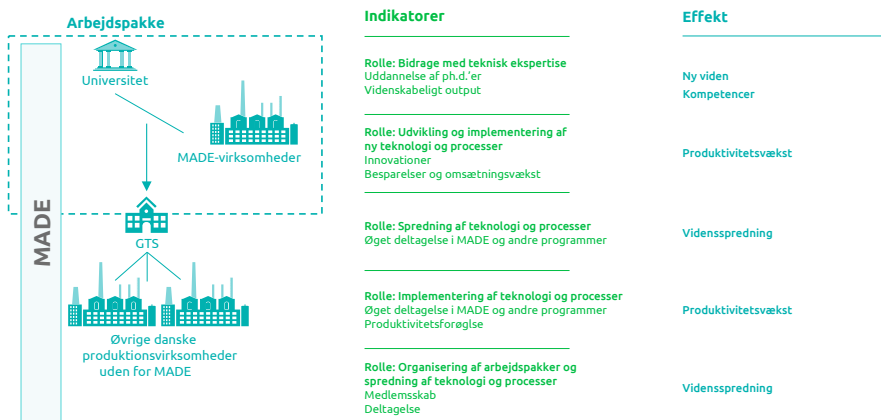 Arbejdspakke
MADE
Universitet
MADE-virksomheder
GTS
Øvrige danske
produktionsvirksomheder
uden for MADE
Indikatorer
Rolle: Bidrage med teknisk ekspertise
Uddannelse af ph.d.'er
Videnskabeligt output
Rolle: Udvikling og implementering af
ny teknologi og processer
Innovationer
Besparelser og omsætningsvækst
Rolle: Spredning af teknologi og processer
Øget deltagelse i MADE og andre programmer
Rolle: Implementering af teknologi og processer
Øget deltagelse i MADE og andre programmer
Produktivitetsforøglse
Rolle: Organisering af arbejdspakker og
spredning af teknologi og processer
Medlemsskab
Deltagelse
Effekt
Ny viden
Kompetencer
Produktivitetsvækst
Vidensspredning
Produktivitetsvækst
Vidensspredning